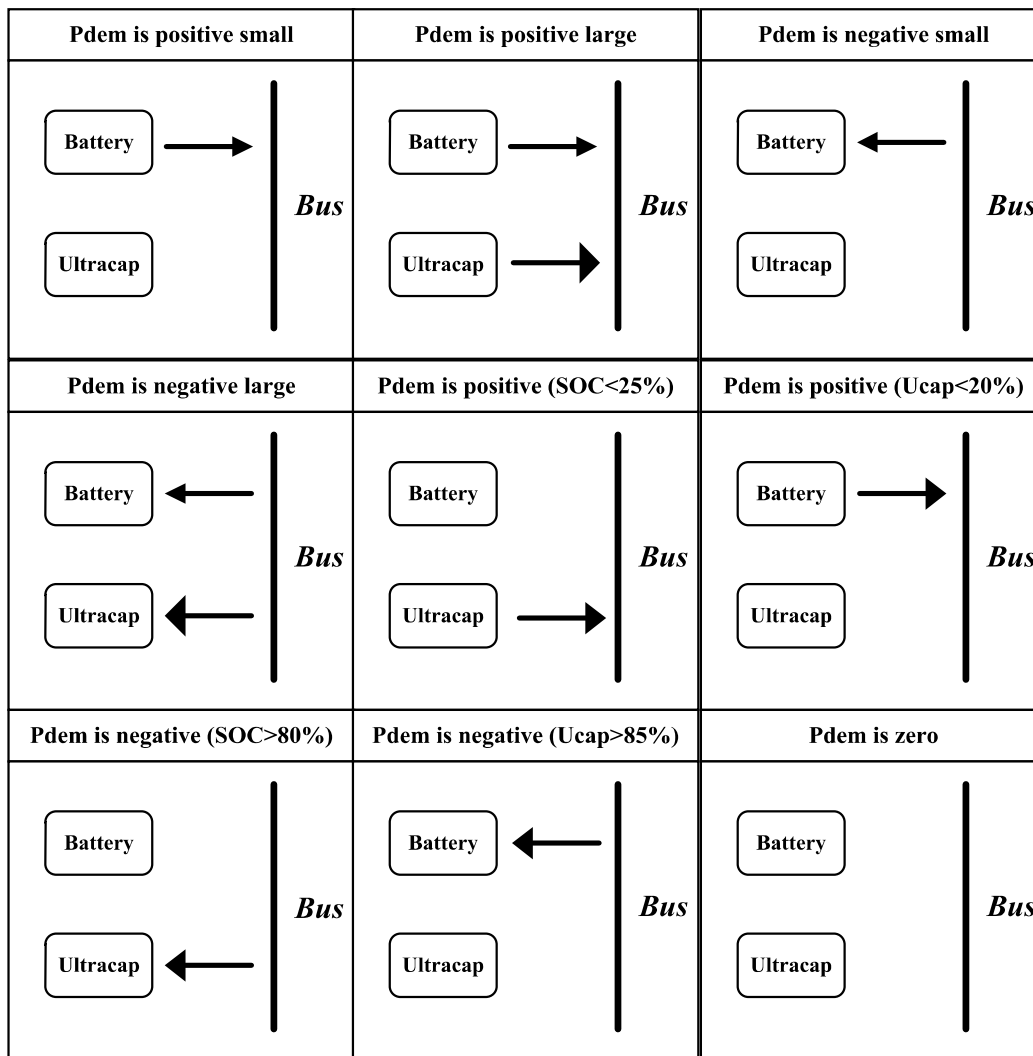 Pdem is positive small
Pdem is positive large
Pdem is negative small
Battery
Ultracap
Bus
Battery
Ultracap
Bus
Battery
Ultracap
Bus
Pdem is negative large
Pdem is positive (SOC<25%)
Pdem is positive (Ucap<20%)
Battery
Ultracap
Bus
Battery
Ultracap
Bus
Battery
Ultracap
Bus
Pdem is negative (SOC>80%)
Pdem is negative (Ucap>85%)
Pdem is zero
Battery
Ultracap
Bus
Battery
Ultracap
Bus
Battery
Ultracap
Bus